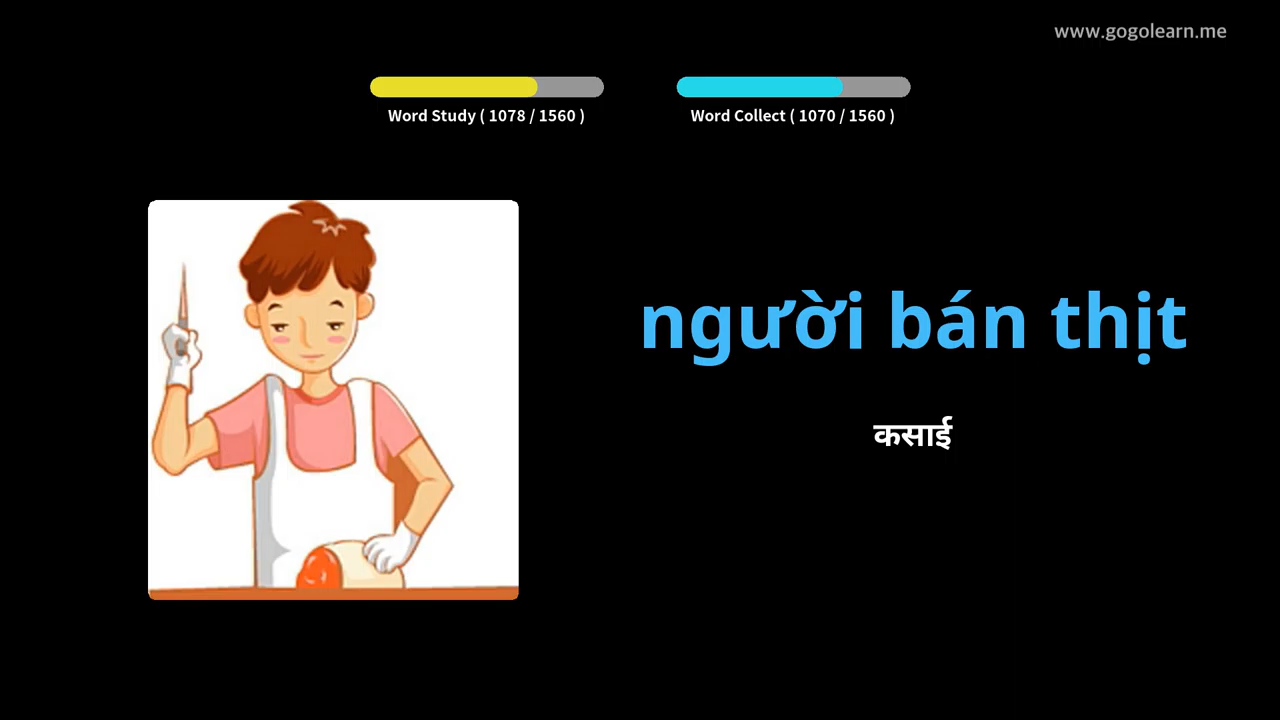 www.gogolearn.me
Word Study ( 1078 / 1560 )
Word Collect ( 1070 / 1560 )
người bán thịt
कसाई